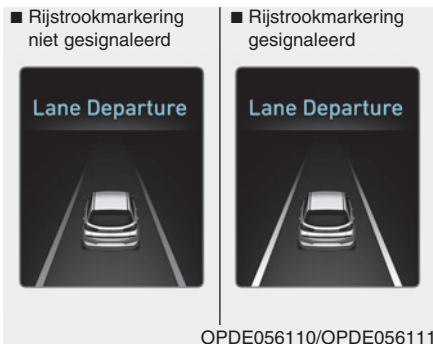 ■ Rijstrookmarkering
niet gesignaleerd
■ Rijstrookmarkering
gesignaleerd
Lane Departure
Lane Departure
OPDE056110/OPDE056111